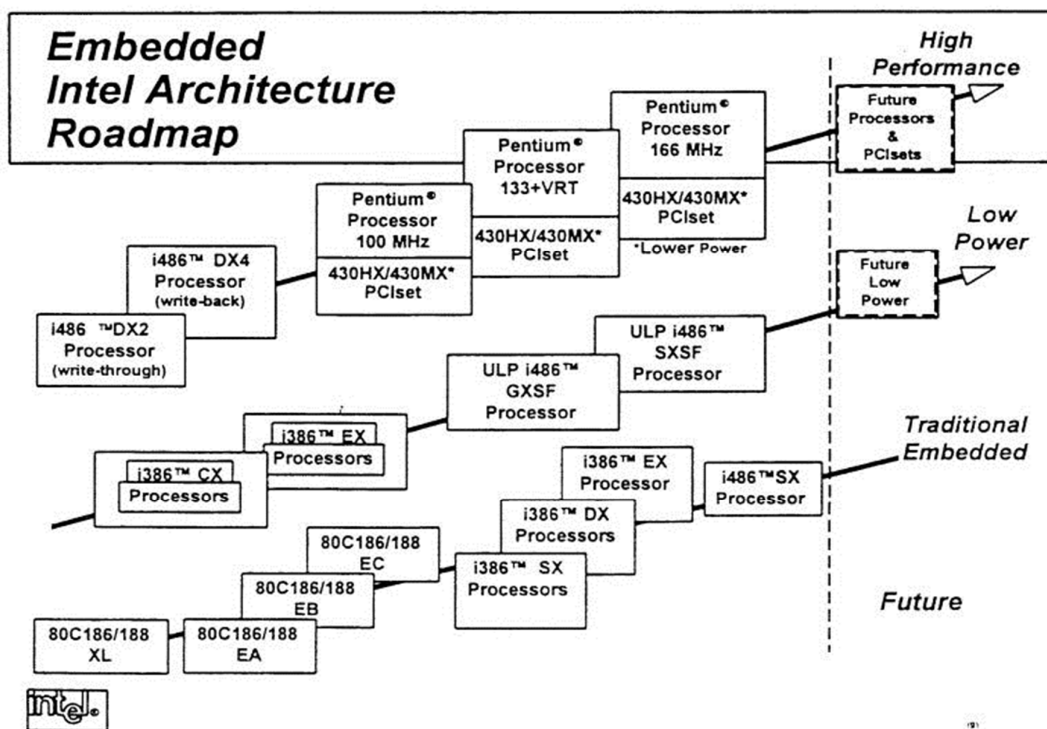 Embedded
Intel Architecture
Roadmap
High
Performance
Future
Processors
&
PCIsets
Pentium®
Processor
166 MHz
430HX/430MX*
PCIset
*Lower Power
Pentium®
Processor
133+VRT
430HX/430MX*
PCIset
Pentium®
Processor
100 MHz
430HX/430MX*
PCIset
i486™ DX4
Processor
(write-back)
i486 ™DX2
Processor
(write-through)
Low
Power
Future
Low
Power
ULP i486™
SXSF
Processor
ULP i486™
GXSF
Processor
i386™ EX
Processors
i386™ CX
Processors
Traditional
Embedded
i486™SX
Processor
i386™ EX
Processor
i386™ DX
Processors
i386™ SX
Processors
80C186/188
EC
80C186/188
EB
80C186/188
EA
80C186/188
XL
Future
intel®